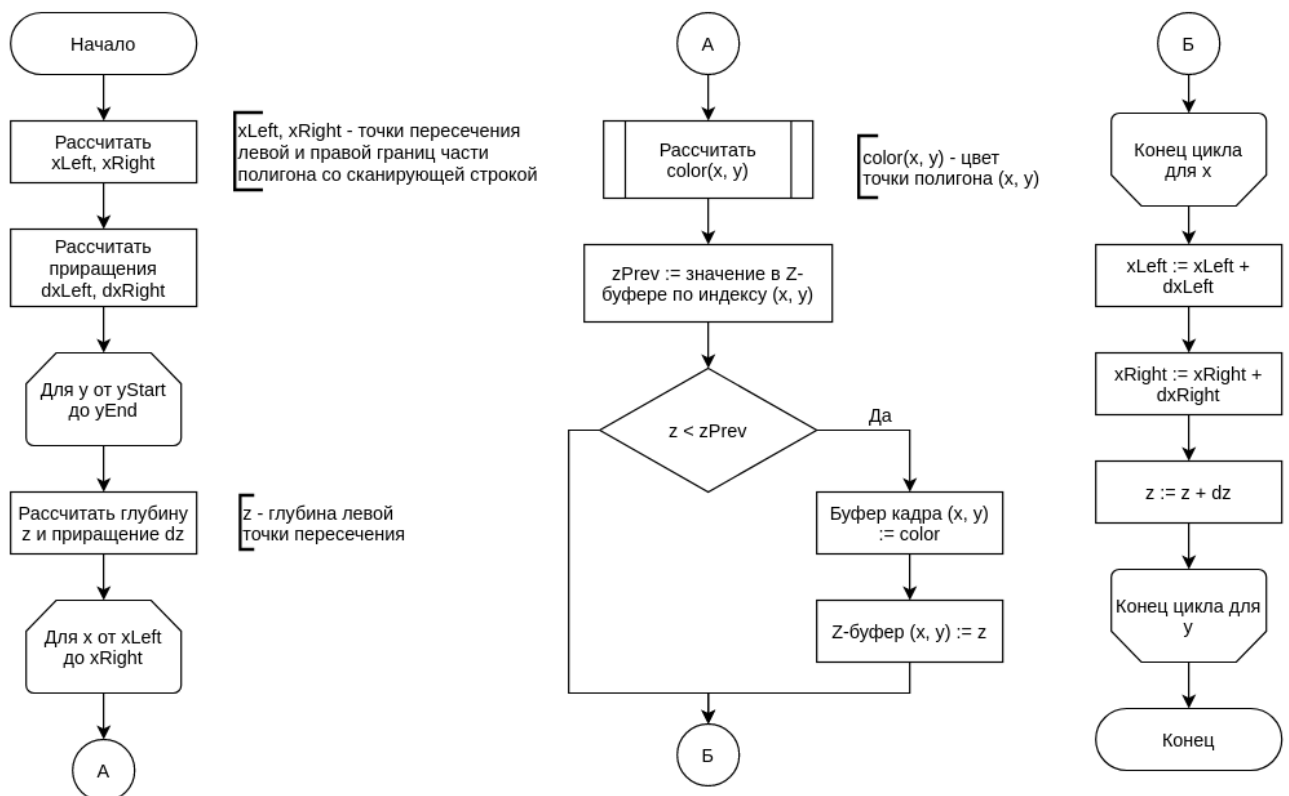 Начало
Рассчитать
xLeft, xRight
xLeft, xRight - точки пересечения
левой и правой границ части
полигона со сканирующей строкой
Рассчитать
приращения
dxLeft, dxRight
Для y от yStart
до yEnd
Рассчитать глубину
z и приращение dz
z - глубина левой
точки пересечения
Для x от xLeft
до xRight
А
А
Рассчитать
color(x, y)
color(x, y) - цвет
точки полигона (x, y)
zPrev := значение в Z-
буфере по индексу (x, y)
z < zPrev
Да
Буфер кадра (x, y)
:= color
Z-буфер (x, y) := z
Б
Б
Конец цикла
для x
xLeft := xLeft +
dxLeft
xRight := xRight +
dxRight
z := z + dz
Конец цикла для
y
Конец